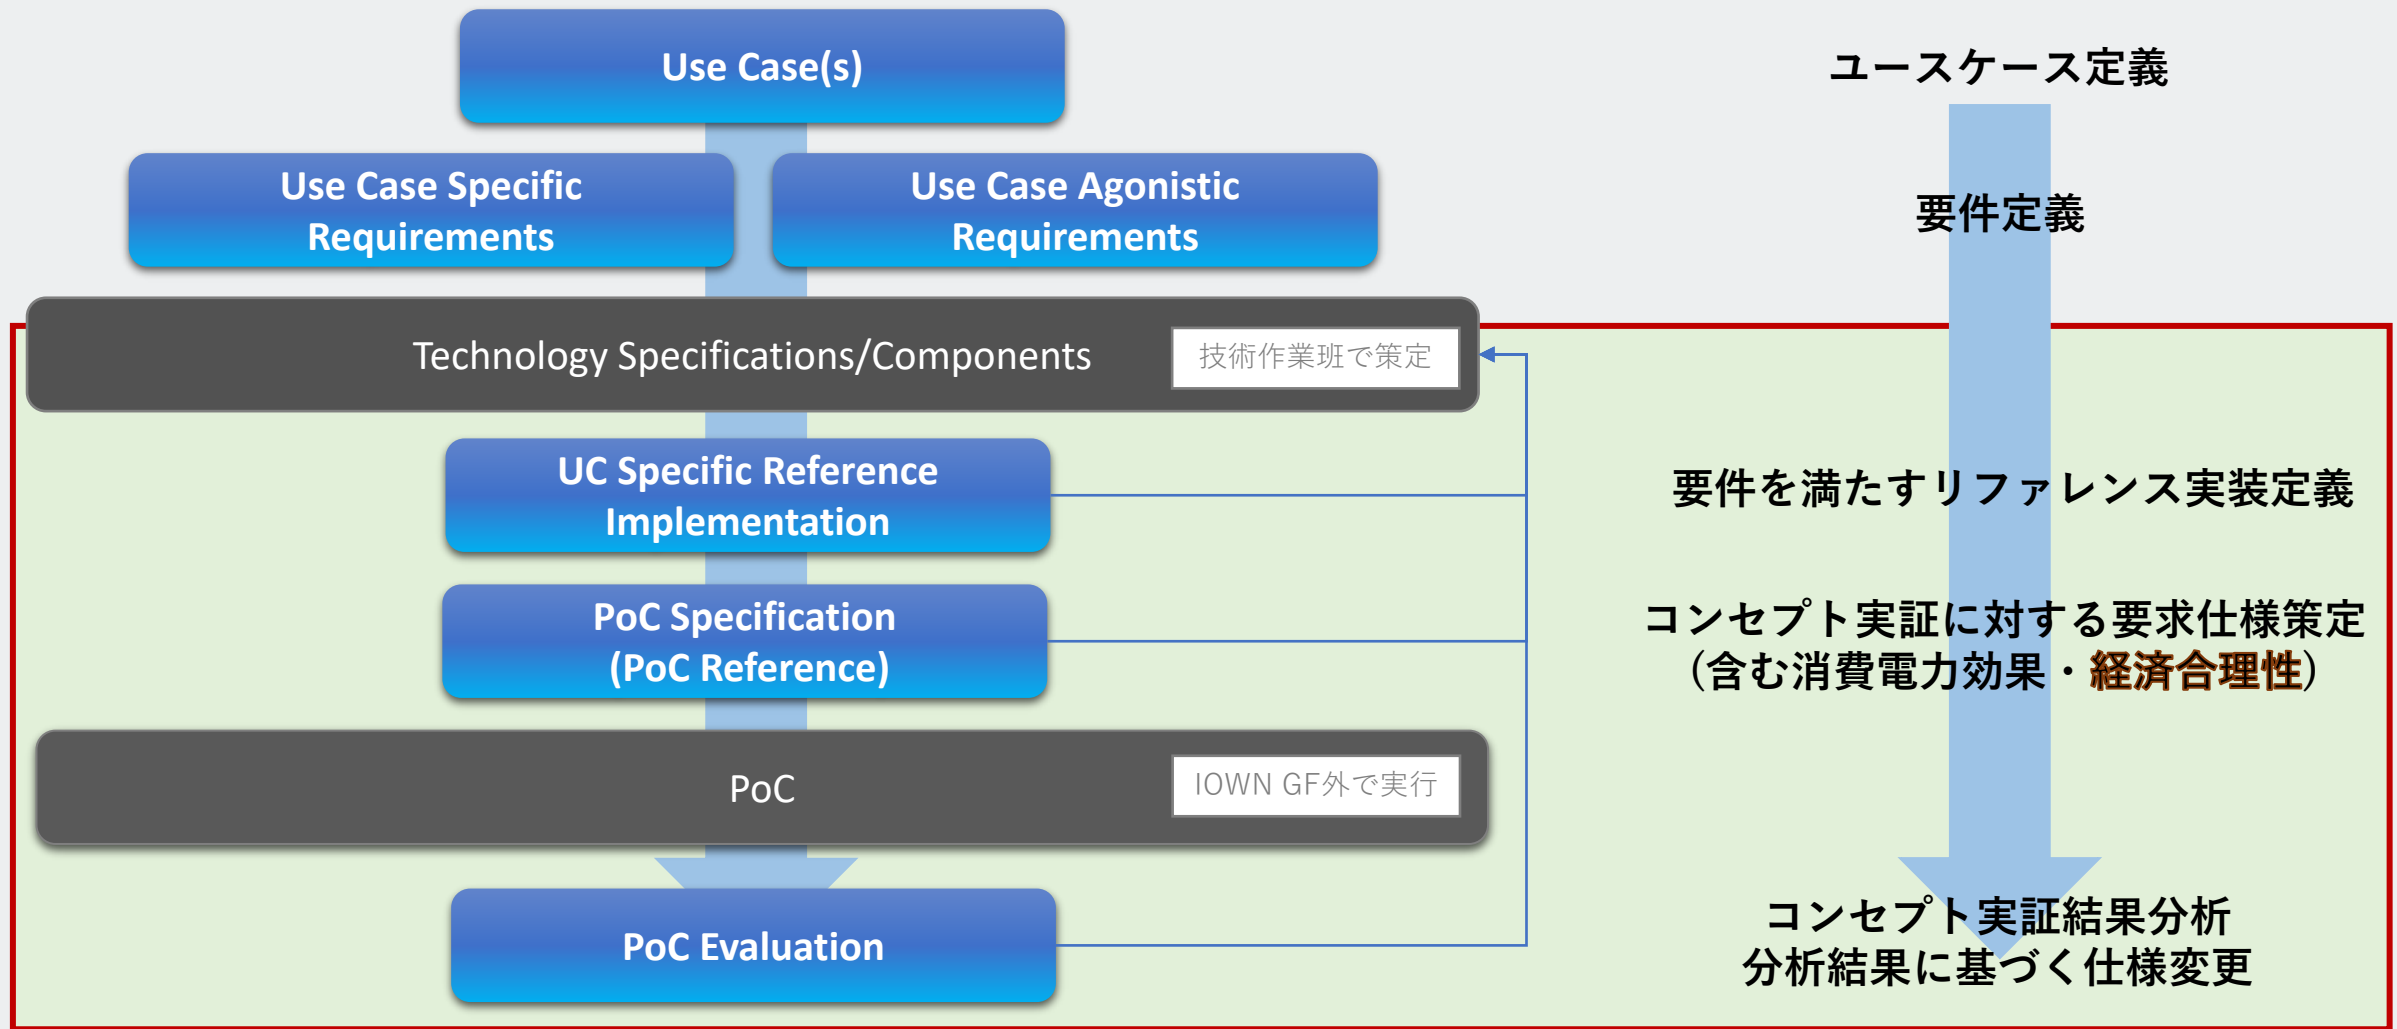 Use Case(s)
ユースケース定義
Use Case Specific
Requirements
Use Case Agonistic
Requirements
要件定義
Technology Specifications/Components
技術作業班で策定
UC Specific Reference
Implementation
要件を満たすリファレンス実装定義
PoC Specification
(PoC Reference)
コンセプト実証に対する要求仕様策定
(含む消費電力効果・経済合理性)
PoC
IOWN GF外で実行
PoC Evaluation
コンセプト実証結果分析
分析結果に基づく仕様変更